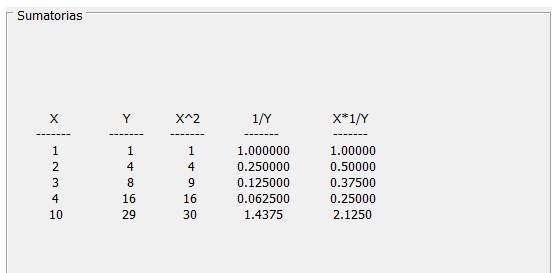 Sumatorias
X Y X^2 1/Y X*1/Y
------- ------- ------- ------- -------
1 1 1 1.000000 1.00000
2 4 4 0.250000 0.50000
3 8 9 0.125000 0.37500
4 16 16 0.062500 0.25000
10 29 30 1.4375 2.1250